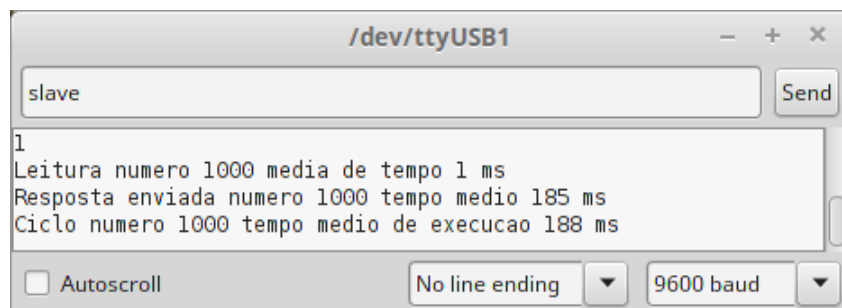 /dev/ttyUSB1
slave
Send
l
Leitura numero 1000 media de tempo 1 ms
Resposta enviada numero 1000 tempo medio 185 ms
Ciclo numero 1000 tempo medio de execucao 188 ms
Autoscroll
No line ending
9600 baud